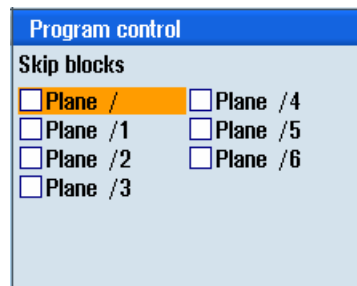 Program control
Skip blocks
Plane / Plane /4
Plane /1 Plane /5
Plane /2 Plane /6
Plane /3